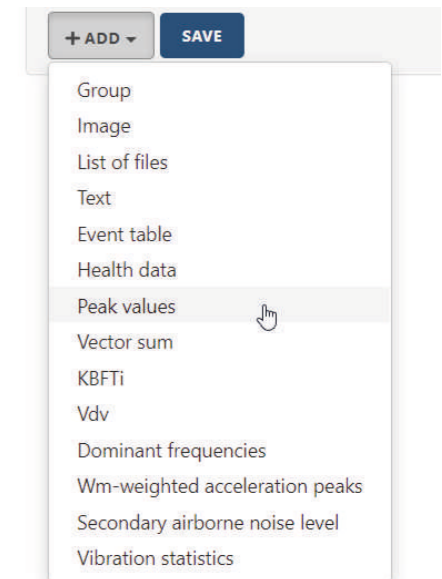 + ADD
SAVE
Group
Image
List of files
Text
Event table
Health data
Peak values
Vector sum
KBFTi
Vdv
Dominant frequencies
Wm-weighted acceleration peaks
Secondary airborne noise level
Vibration statistics